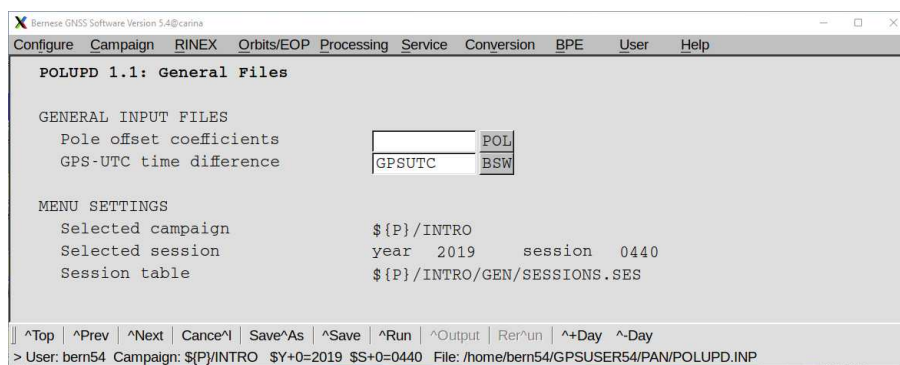 Bernese GNSS Software Version 5.4@carina
Configure Campaign RINEX Orbits/EOP Processing Service Conversion BPE User Help
POLUPD 1.1: General Files
GENERAL INPUT FILES
Pole offset coefficients POL
GPS-UTC time difference GPSUTC BSW
MENU SETTINGS
Selected campaign ${P}/INTRO
Selected session year 2019 session 0440
Session table ${P}/INTRO/GEN/SESSIONS.SES
^Top | ^Prev | ^Next | Cance^l | Save^As | ^Save | ^Run | ^Output | Rer^un | ^+Day ^-Day
> User: bern54 Campaign: ${P}/INTRO $Y+0=2019 $S+0=0440 File: /home/bern54/GPSUSER54/PAN/POLUPD.INP